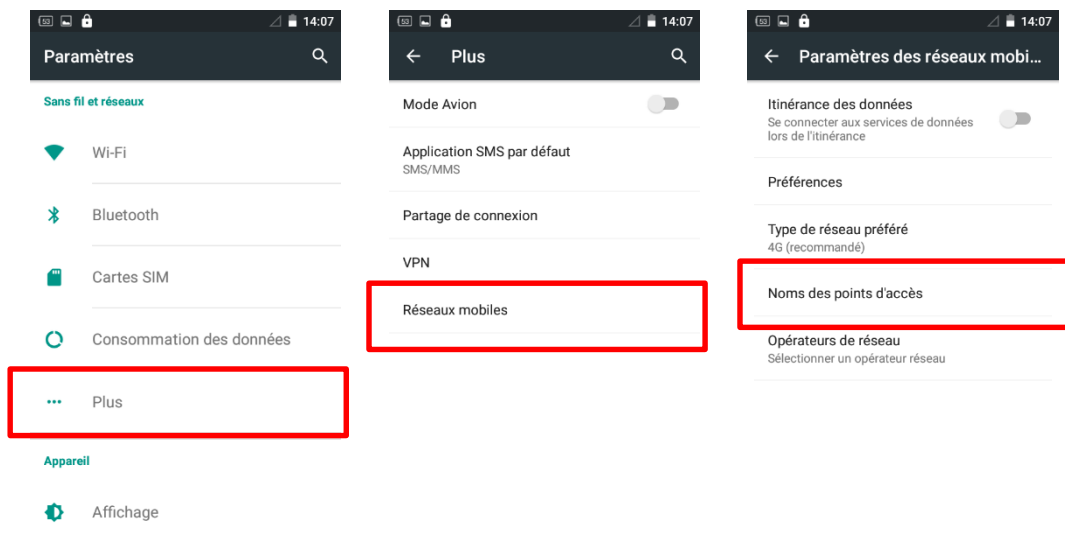 53 14:07
Paramètres
Sans fil et réseaux
Wi-Fi
Bluetooth
Cartes SIM
Consommation des données
Plus
Appareil
Affichage
53 14:07
Plus
Mode Avion
Application SMS par défaut
SMS/MMS
Partage de connexion
VPN
Réseaux mobiles
53 14:07
Paramètres des réseaux mobi...
Itinérance des données
Se connecter aux services de données
lors de l'itinérance
Préférences
Type de réseau préféré
4G (recommandé)
Noms des points d'accès
Opérateurs de réseau
Sélectionner un opérateur réseau